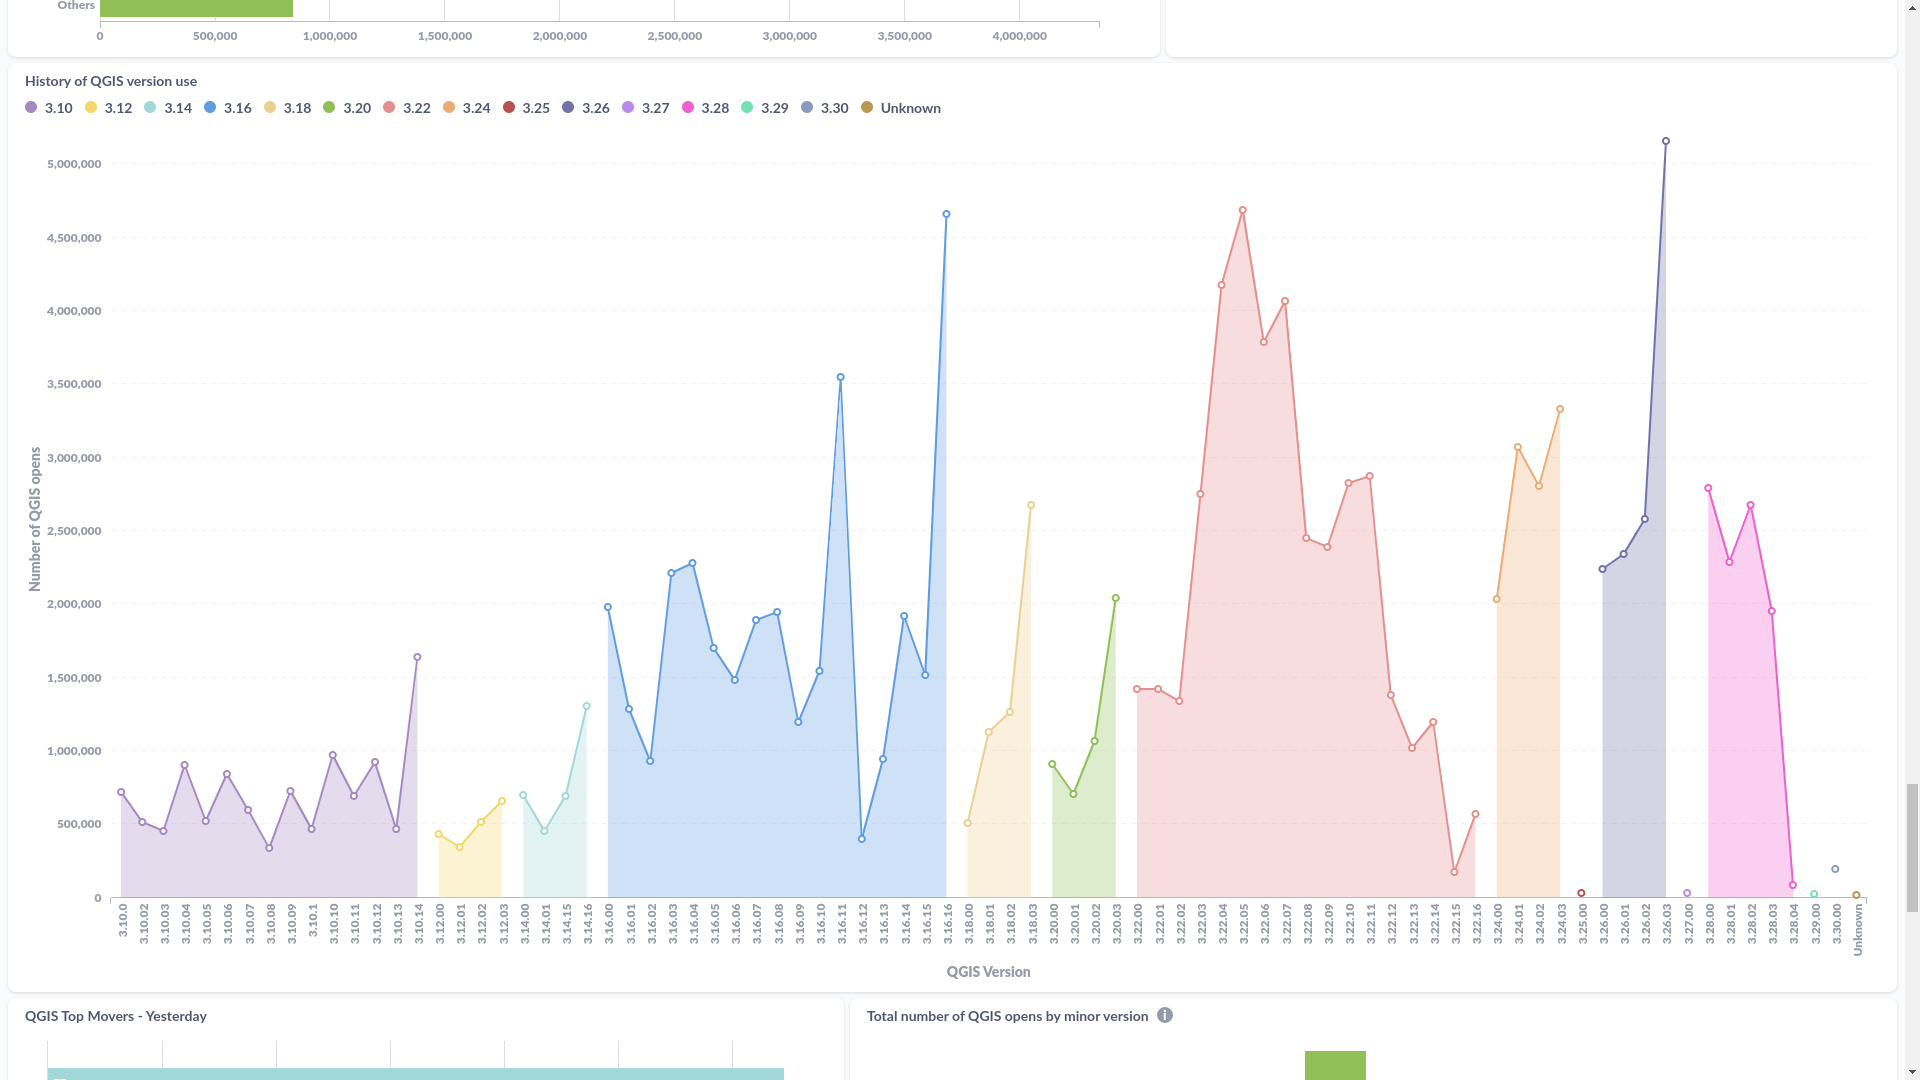 Others
0 500,000 1,000,000 1,500,000 2,000,000 2,500,000 3,000,000 3,500,000 4,000,000
History of QGIS version use
3.10 3.12 3.14 3.16 3.18 3.20 3.22 3.24 3.25 3.26 3.27 3.28 3.29 3.30 Unknown
5,000,000
4,500,000
4,000,000
3,500,000
3,000,000
2,500,000
2,000,000
1,500,000
1,000,000
500,000
0
Number of QGIS opens
3.10.0 3.10.02 3.10.03 3.10.04 3.10.05 3.10.06 3.10.07 3.10.08 3.10.09 3.10.1 3.10.10 3.10.11 3.10.12 3.10.13 3.10.14 3.12.00 3.12.01 3.12.02 3.12.03 3.14.00 3.14.01 3.14.15 3.14.16 3.16.00 3.16.01 3.16.02 3.16.03 3.16.04 3.16.05 3.16.06 3.16.07 3.16.08 3.16.09 3.16.10 3.16.11 3.16.12 3.16.13 3.16.14 3.16.15 3.16.16 3.18.00 3.18.01 3.18.02 3.18.03 3.20.00 3.20.01 3.20.02 3.20.03 3.22.00 3.22.01 3.22.02 3.22.03 3.22.04 3.22.05 3.22.06 3.22.07 3.22.08 3.22.09 3.22.10 3.22.11 3.22.12 3.22.13 3.22.14 3.22.15 3.22.16 3.24.00 3.24.01 3.24.02 3.24.03 3.25.00 3.26.00 3.26.01 3.26.02 3.26.03 3.27.00 3.28.00 3.28.01 3.28.02 3.28.03 3.28.04 3.29.00 3.30.00 Unknown
QGIS Version
QGIS Top Movers - Yesterday
Total number of QGIS opens by minor version